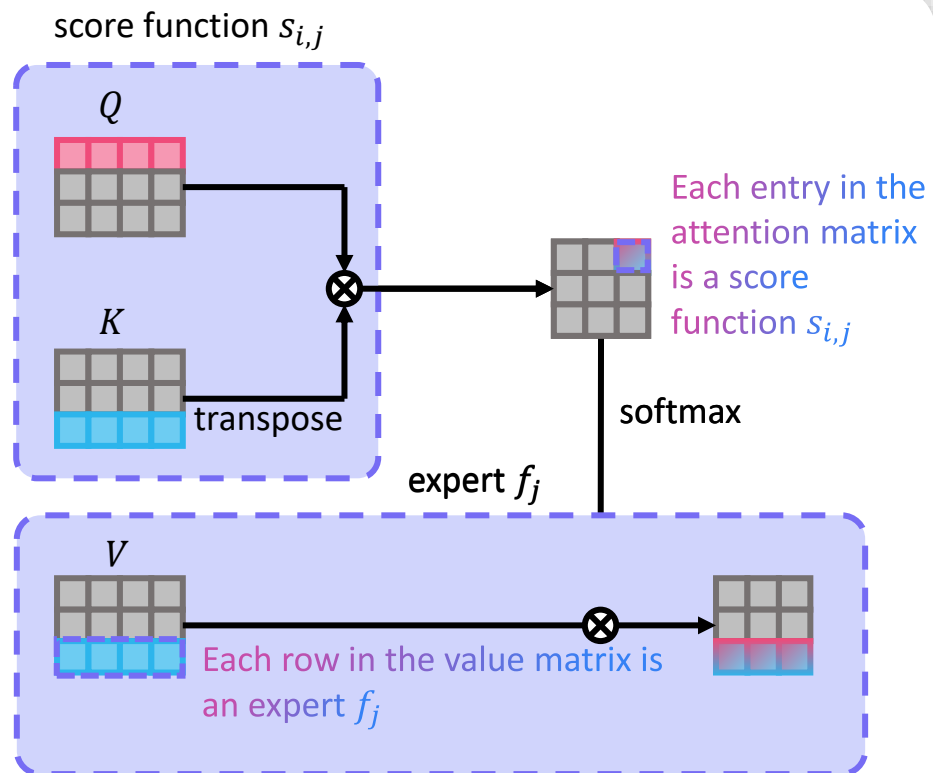 score function s_{i,j}
Q
K
transpose
Each entry in the
attention matrix
is a score
function s_{i,j}
softmax
expert f_j
V
Each row in the value matrix is
an expert f_j